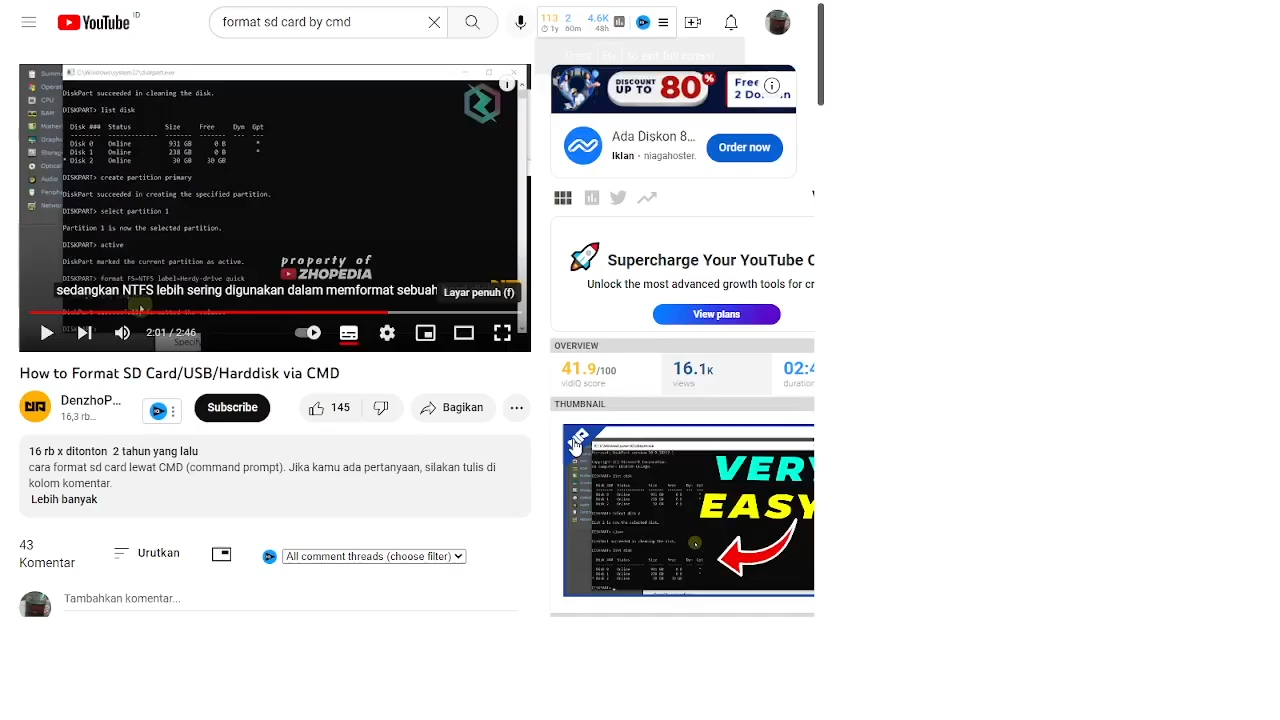 YouTube ID
format sd card by cmd
113 2 4.6K
1y 60m 48h
C:\Windows\system32\diskpart.exe
DiskPart succeeded in cleaning the disk.
DISKPART> list disk
Disk ### Status Size Free Dyn Gpt
Disk 0 Online 931 GB 0 B *
Disk 1 Online 238 GB 0 B *
* Disk 2 Online 30 GB 30 GB
DISKPART> create partition primary
DiskPart succeeded in creating the specified partition.
DISKPART> select partition 1
Partition 1 is now the selected partition.
DISKPART> active
DiskPart marked the current partition as active.
DISKPART> format FS=NTFS label=Herdy-drive quick
property of
ZHOPEDIA
sedangkan NTFS lebih sering digunakan dalam memformat sebuah
Layar penuh (f)
2:01 / 2:46
Specify
How to Format SD Card/USB/Harddisk via CMD
DenzhoP...
16,3 rb...
Subscribe
145
Bagikan
16 rb x ditonton 2 tahun yang lalu
cara format sd card lewat CMD (command prompt). Jika kamu ada pertanyaan, silakan tulis di
kolom komentar.
Lebih banyak
43
Komentar
Urutkan
All comment threads (choose filter)
Tambahkan komentar...
DISCOUNT
UP TO 80%
Free
2 Do
Ada Diskon 8...
Iklan · niagahoster.
Order now
Supercharge Your YouTube C
Unlock the most advanced growth tools for cr
View plans
OVERVIEW
41.9/100
vidiQ score
16.1K
views
02:4
duration
THUMBNAIL
VERY
EASY